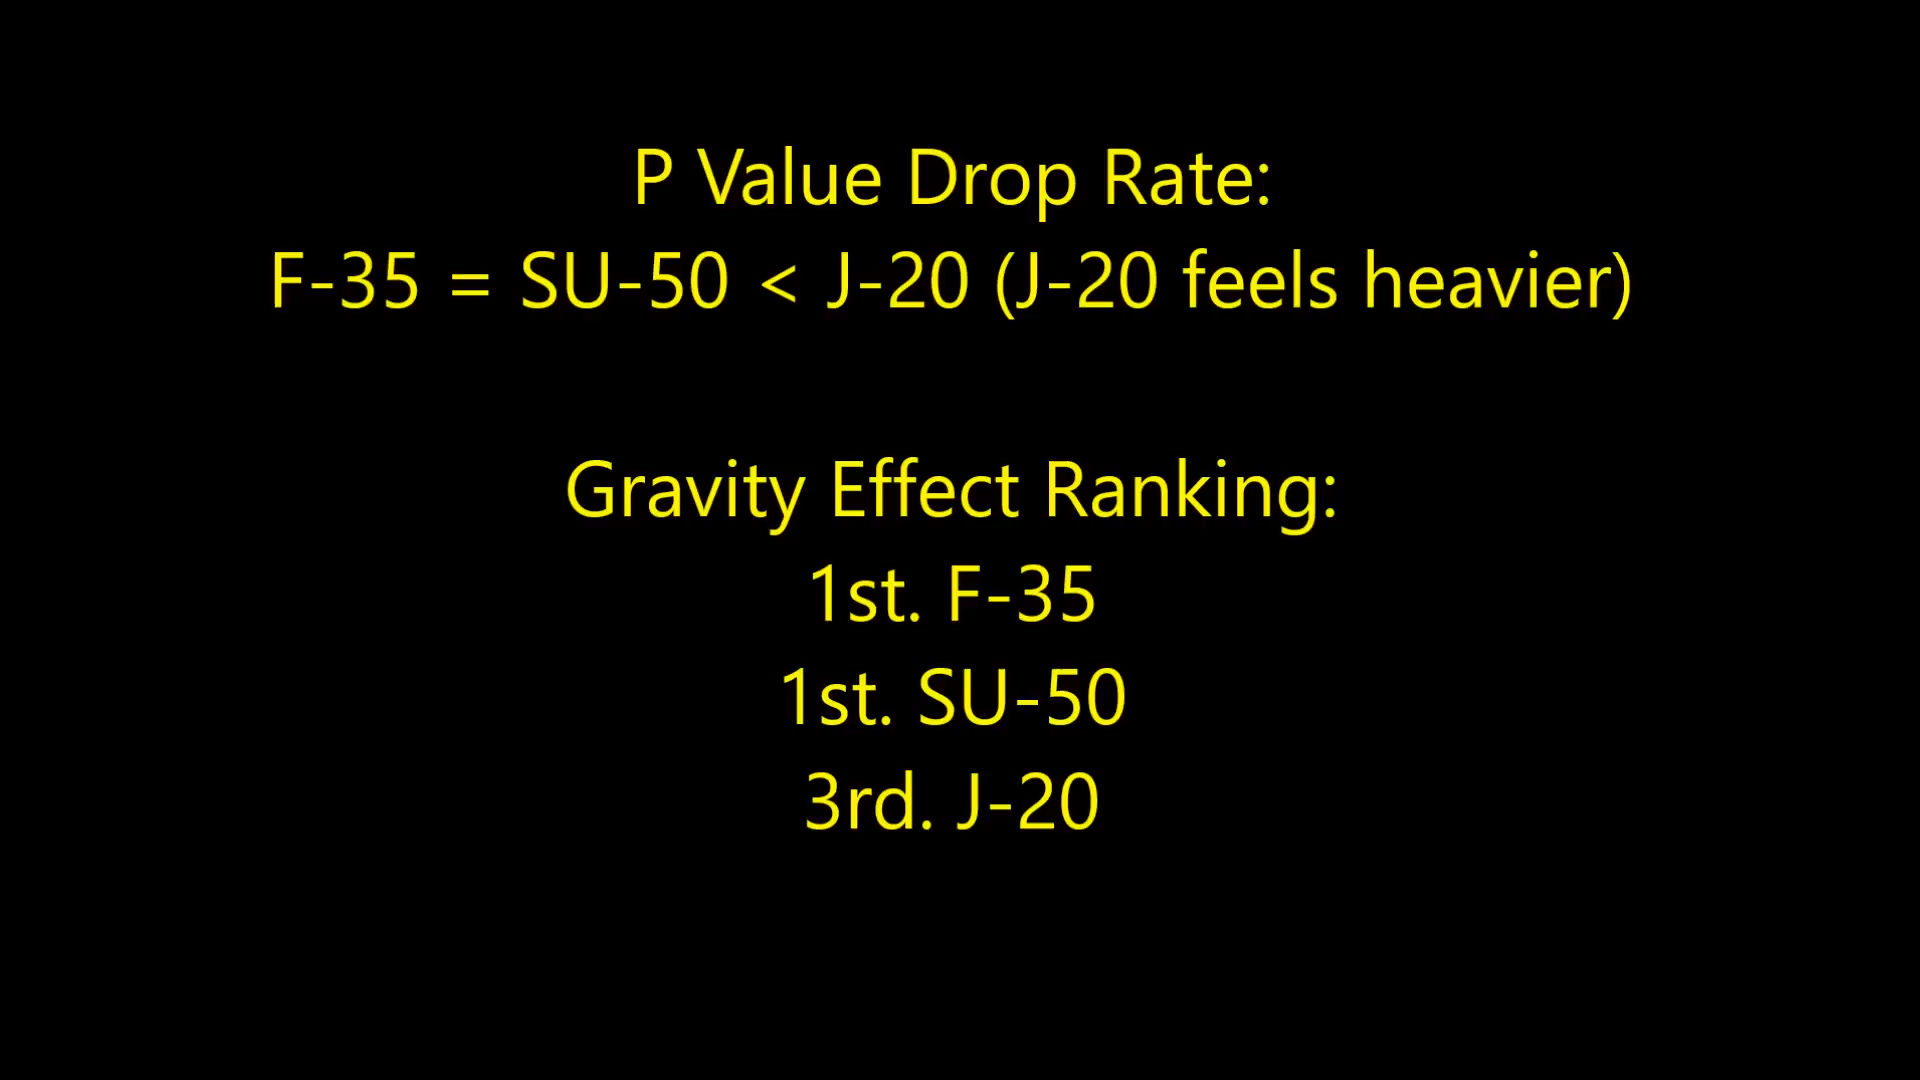 P Value Drop Rate:
F-35 = SU-50 < J-20 (J-20 feels heavier)
Gravity Effect Ranking:
1st. F-35
1st. SU-50
3rd. J-20